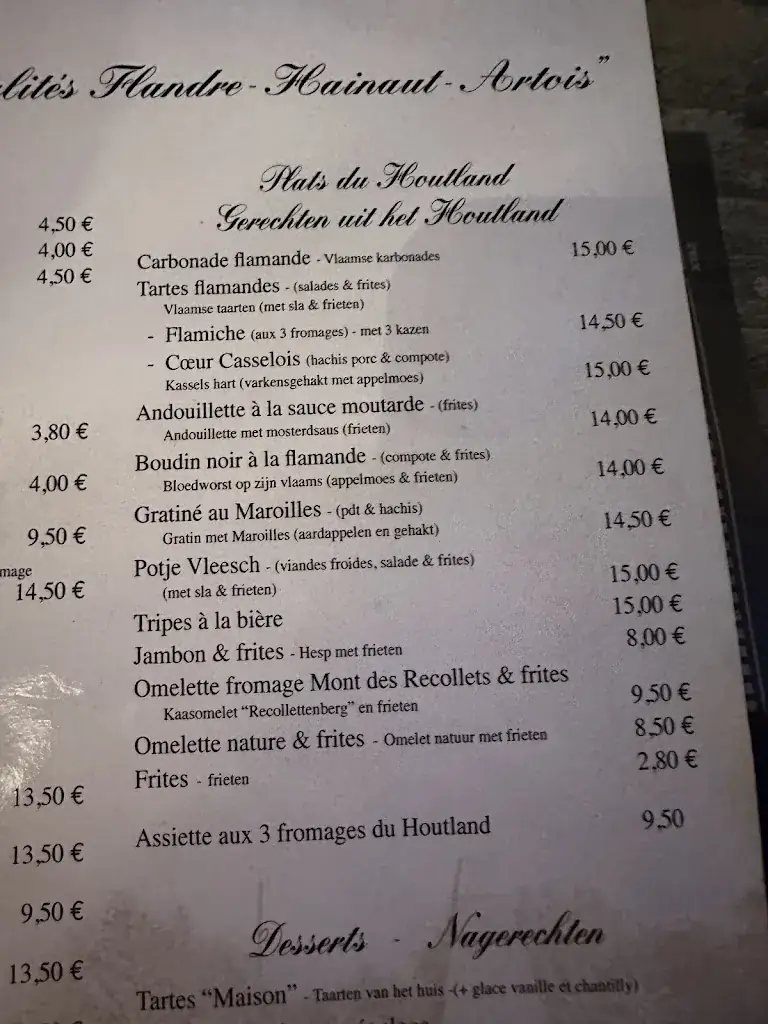 lités Flandre - Hainaut - Artois”
Plats du Houtland
Gerechten uit het Houtland
4,50 €
4,00 €
4,50 €
Carbonade flamande - Vlaamse karbonades 15,00 €
Tartes flamandes - (salades & frites)
Vlaamse taarten (met sla & frieten)
- Flamiche (aux 3 fromages) - met 3 kazen 14,50 €
- Cœur Casselois (hachis porc & compote) 15,00 €
Kassels hart (varkensgehakt met appelmoes)
Andouillette à la sauce moutarde - (frites) 14,00 €
3,80 €
Andouillette met mosterdsaus (frieten)
Boudin noir à la flamande - (compote & frites) 14,00 €
4,00 €
Bloedworst op zijn vlaams (appelmoes & frieten)
Gratiné au Maroilles - (pdt & hachis) 14,50 €
9,50 €
Gratin met Maroilles (aardappelen en gehakt)
mage
Potje Vleesch - (viandes froides, salade & frites) 15,00 €
14,50 €
(met sla & frieten)
Tripes à la bière 15,00 €
Jambon & frites - Hesp met frieten 8,00 €
Omelette fromage Mont des Recollets & frites 9,50 €
Kaasomelet “Recollettenberg” en frieten
Omelette nature & frites - Omelet natuur met frieten 8,50 €
Frites - frieten 2,80 €
13,50 €
Assiette aux 3 fromages du Houtland 9,50
13,50 €
9,50 €
Desserts - Nagerechten
13,50 €
Tartes “Maison” - Taarten van het huis -(+ glace vanille et chantilly)